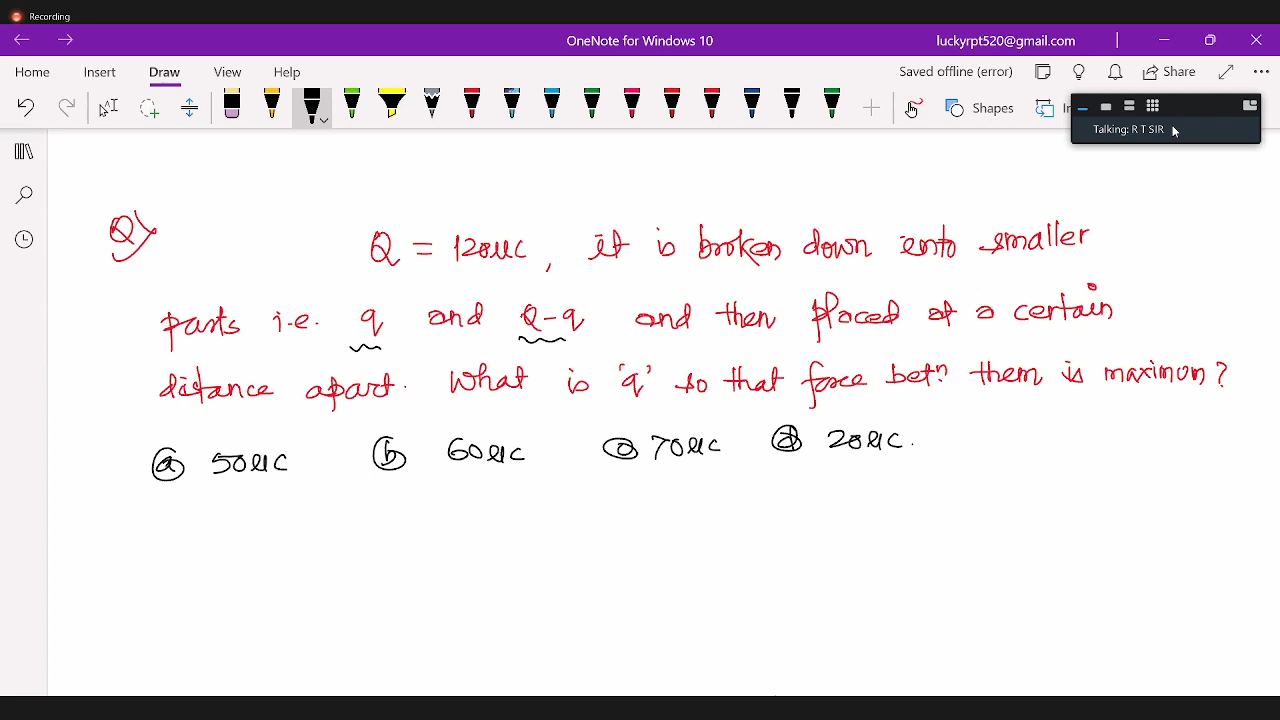 Recording
OneNote for Windows 10
luckyrpt520@gmail.com
Home Insert Draw View Help
Saved offline (error)
Share
Shapes
In
Talking: R T SIR
Q) Q = 120μC, it is broken down into smaller
parts i.e. q and Q-q and then placed at a certain
distance apart. What is 'q' so that force betn them is maximum?
(a) 50μC (b) 60μC (c) 70μC (d) 20μC.